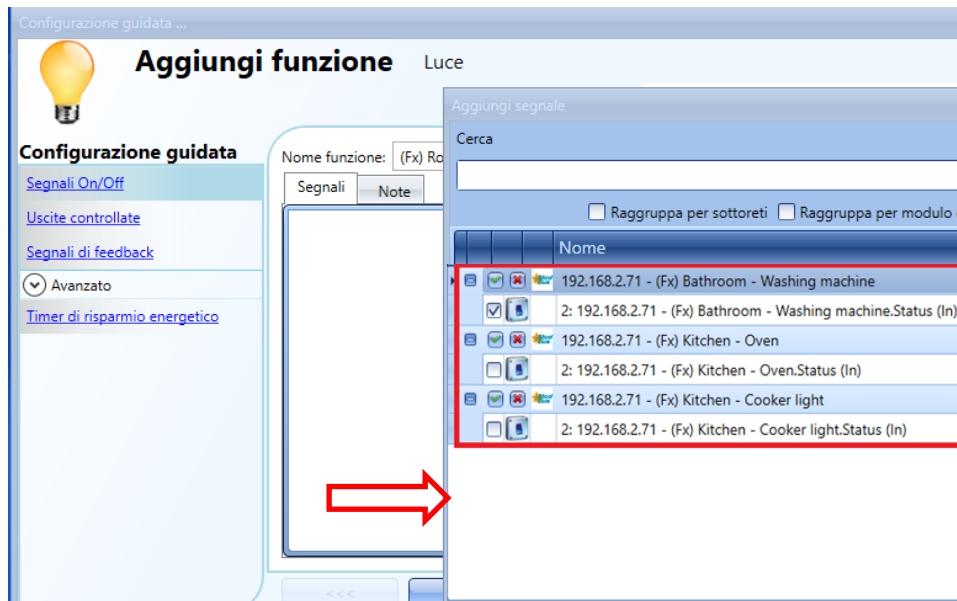 Configurazione guidata ...
Aggiungi funzione Luce
Configurazione guidata
Segnali On/Off
Uscite controllate
Segnali di feedback
Avanzato
Timer di risparmio energetico
Nome funzione: (Fx) Ro
Segnali Note
<<<
Aggiungi segnale
Cerca
Raggruppa per sottoreti Raggruppa per modulo
Nome
192.168.2.71 - (Fx) Bathroom - Washing machine
2: 192.168.2.71 - (Fx) Bathroom - Washing machine.Status (In)
192.168.2.71 - (Fx) Kitchen - Oven
2: 192.168.2.71 - (Fx) Kitchen - Oven.Status (In)
192.168.2.71 - (Fx) Kitchen - Cooker light
2: 192.168.2.71 - (Fx) Kitchen - Cooker light.Status (In)